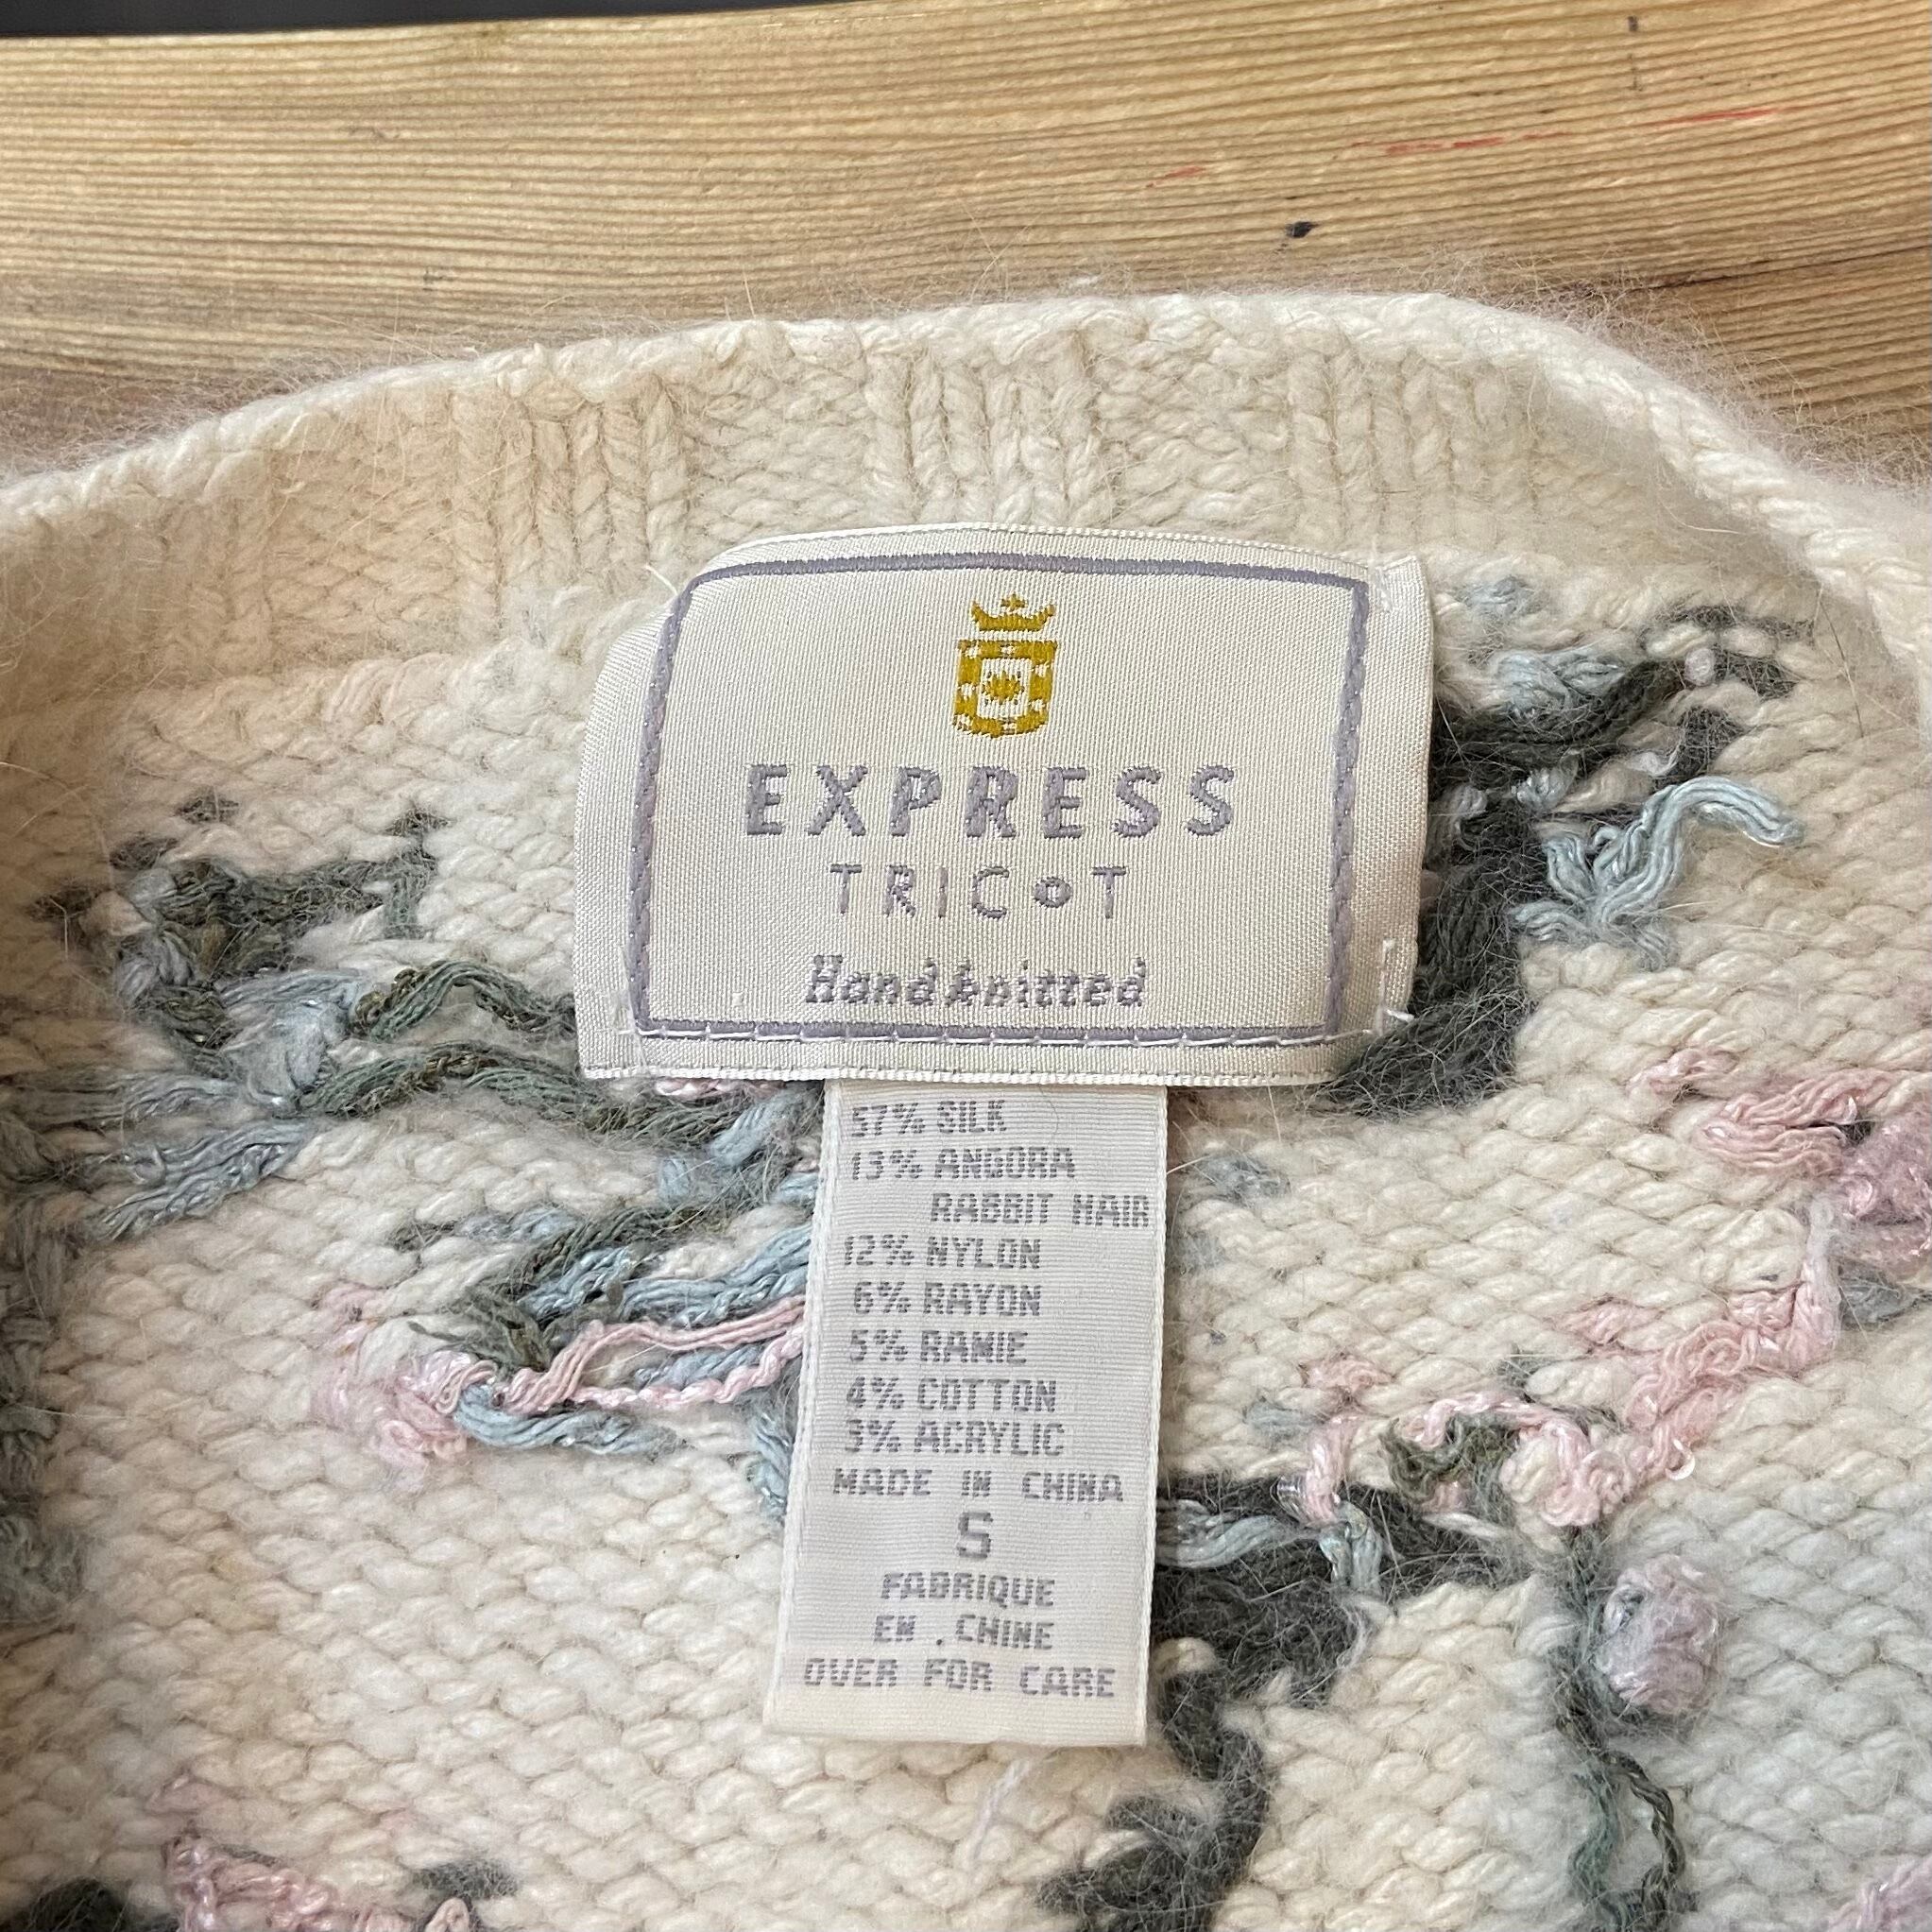 EXPRESS
TRICOT
Handknitted
57% SILK
13% ANGORA
RABBIT HAIR
12% NYLON
6% RAYON
5% RAMIE
4% COTTON
3% ACRYLIC
MADE IN CHINA
S
FABRIQUE
EN . CHINE
OVER FOR CARE